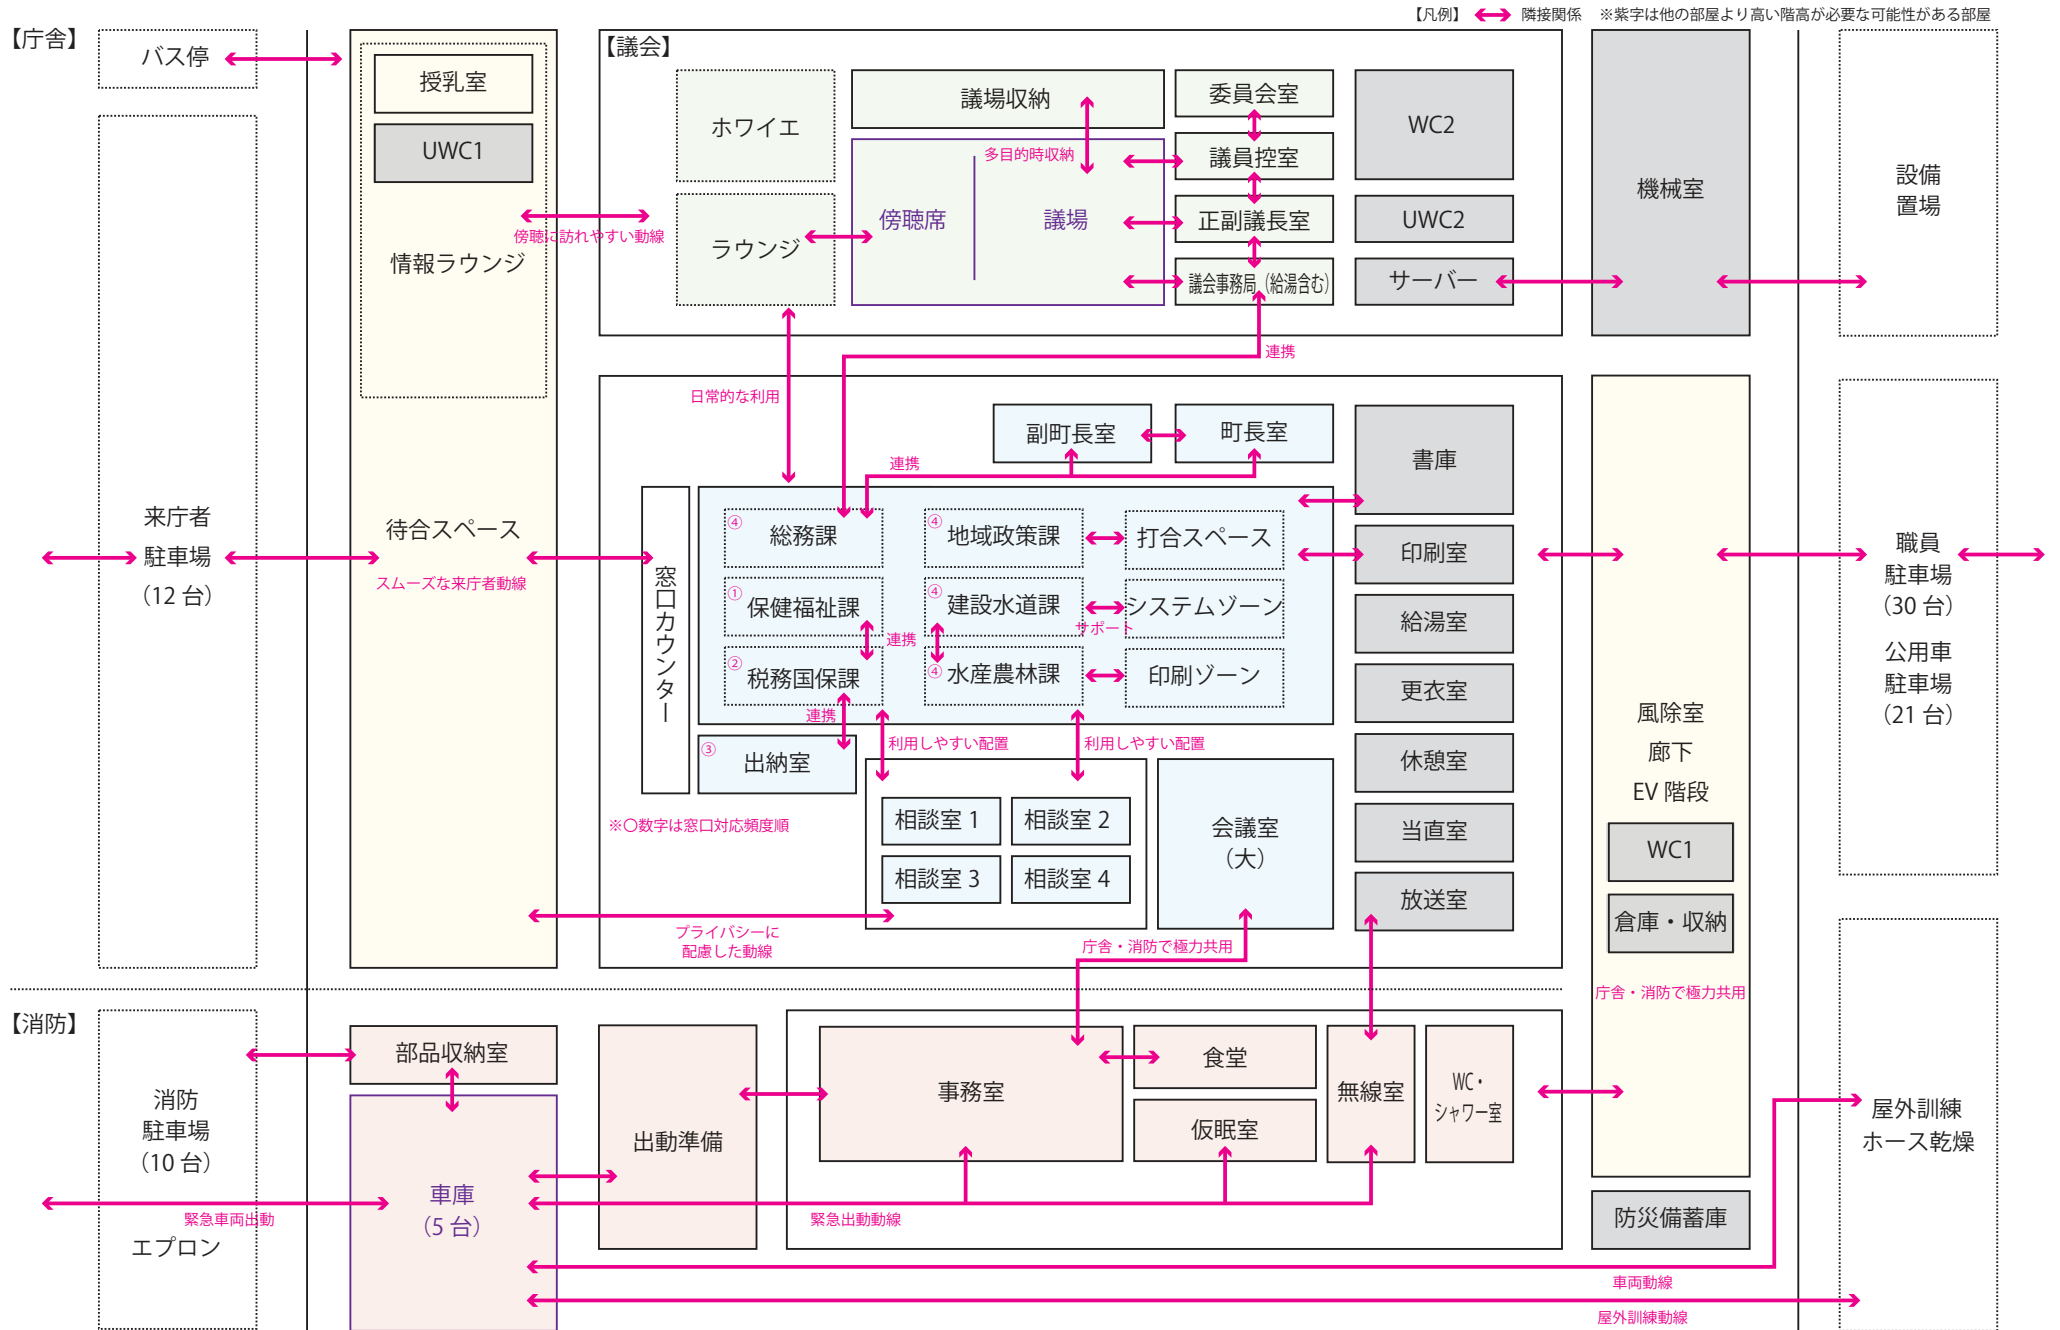 【凡例】 隣接関係 ※紫字は他の部屋より高い階高が必要な可能性がある部屋
【庁舎】
バス停
来庁者
駐車場
（12 台）
授乳室
UWC1
情報ラウンジ
待合スペース
スムーズな来庁者動線
傍聴に訪れやすい動線
【議会】
ホワイエ
ラウンジ
議場収納
多目的時収納
傍聴席
議場
委員会室
議員控室
正副議長室
議会事務局（給湯含む）
WC2
UWC2
サーバー
機械室
設備
置場
連携
日常的な利用
副町長室
町長室
連携
窓口カウンター
④
総務課
①
保健福祉課
②
税務国保課
連携
④
地域政策課
④
建設水道課
④
水産農林課
打合スペース
システムゾーン
サポート
印刷ゾーン
連携
③
出納室
利用しやすい配置
利用しやすい配置
※〇数字は窓口対応頻度順
相談室 1
相談室 2
相談室 3
相談室 4
会議室
（大）
プライバシーに
配慮した動線
庁舎・消防で極力共用
書庫
印刷室
給湯室
更衣室
休憩室
当直室
放送室
風除室
廊下
EV 階段
WC1
倉庫・収納
庁舎・消防で極力共用
職員
駐車場
（30 台）
公用車
駐車場
（21 台）
【消防】
消防
駐車場
（10 台）
緊急車両出動
エプロン
部品収納室
車庫
（5 台）
出動準備
事務室
食堂
仮眠室
無線室
WC・
シャワー室
緊急出動動線
防災備蓄庫
屋外訓練
ホース乾燥
車両動線
屋外訓練動線